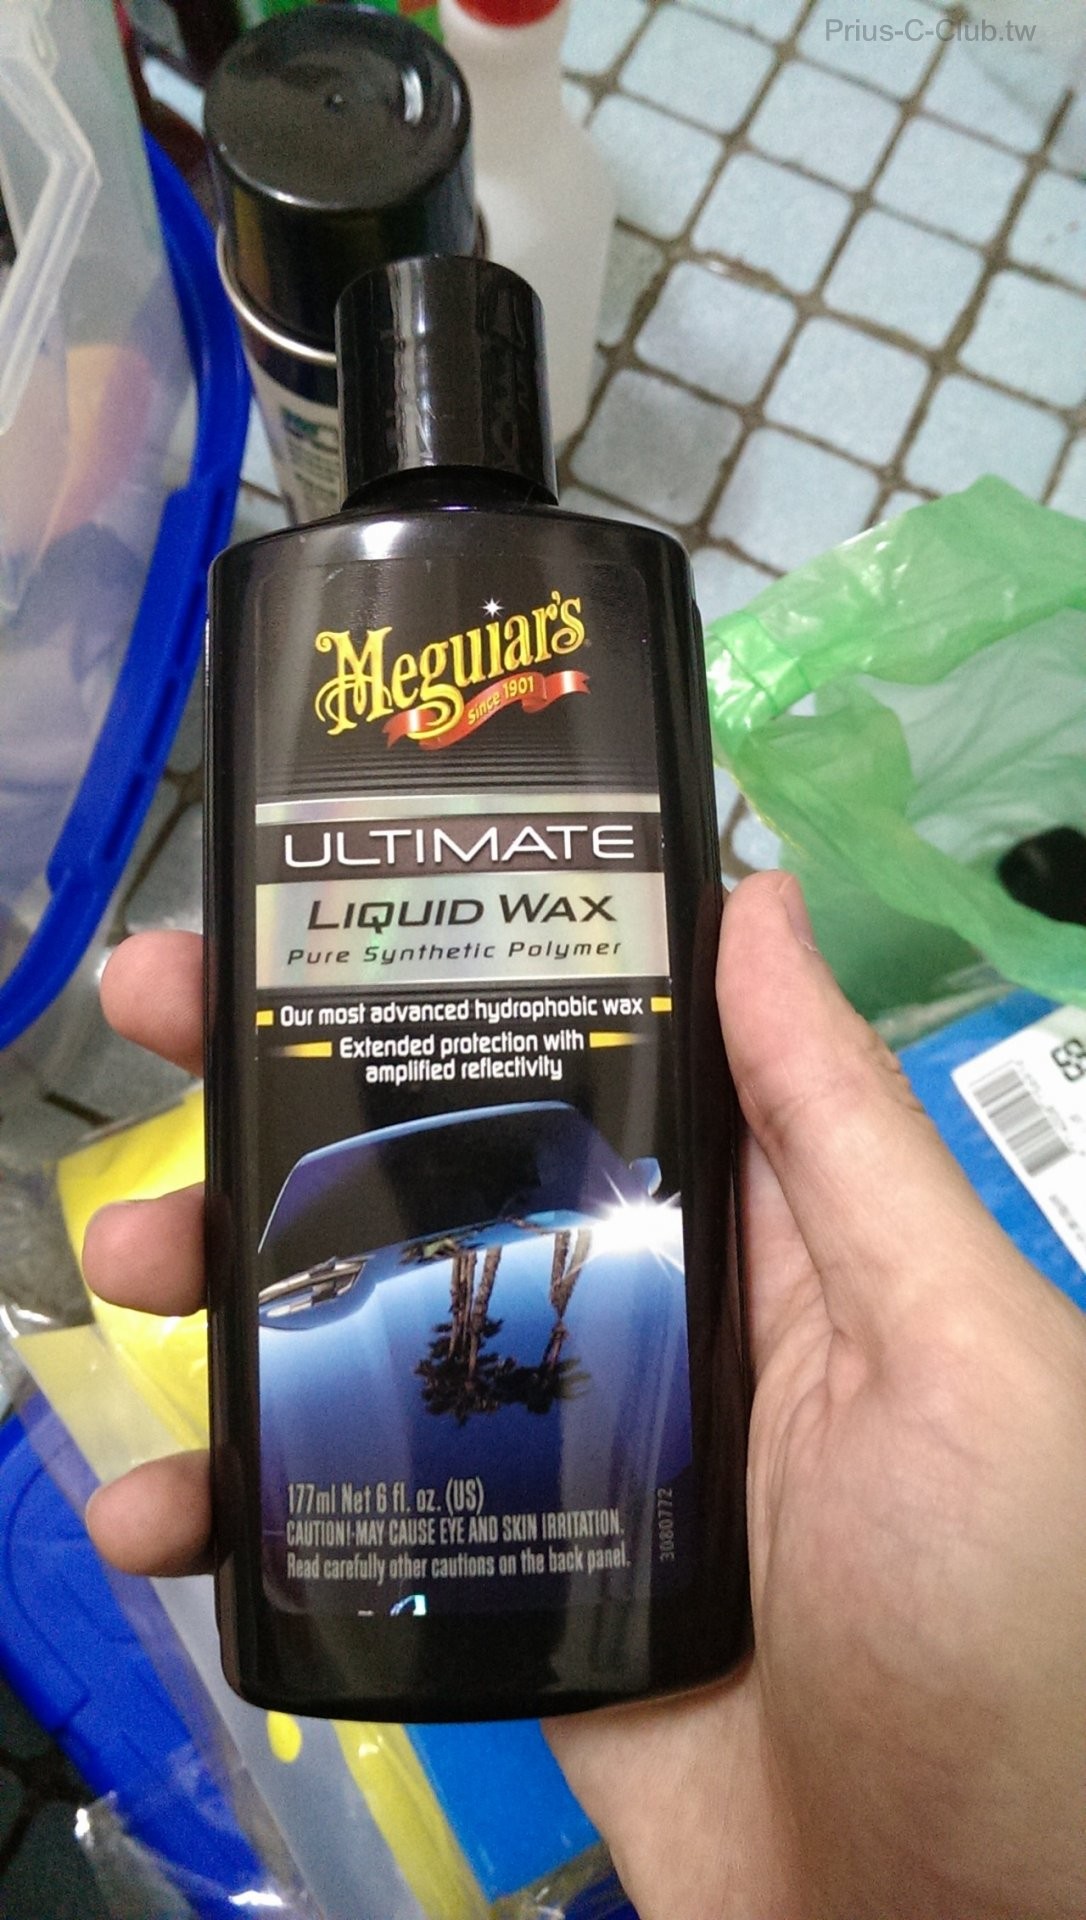 Prius-C-Club.tw
Meguiar's
Since 1901
ULTIMATE
LIQUID WAX
Pure Synthetic Polymer
Our most advanced hydrophobic wax
Extended protection with
amplified reflectivity
177ml Net 6 fl. oz. (US)
CAUTION! MAY CAUSE EYE AND SKIN IRRITATION.
Read carefully other cautions on the back panel.
3080772